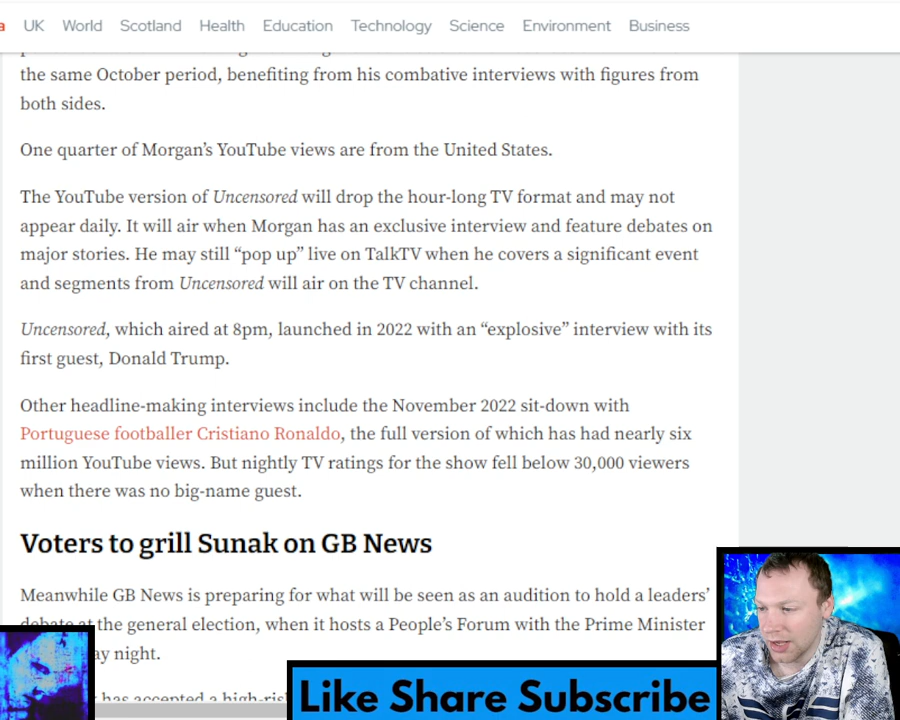 UK World Scotland Health Education Technology Science Environment Business
the same October period, benefiting from his combative interviews with figures from
both sides.
One quarter of Morgan’s YouTube views are from the United States.
The YouTube version of Uncensored will drop the hour-long TV format and may not
appear daily. It will air when Morgan has an exclusive interview and feature debates on
major stories. He may still “pop up” live on TalkTV when he covers a significant event
and segments from Uncensored will air on the TV channel.
Uncensored, which aired at 8pm, launched in 2022 with an “explosive” interview with its
first guest, Donald Trump.
Other headline-making interviews include the November 2022 sit-down with
Portuguese footballer Cristiano Ronaldo, the full version of which has had nearly six
million YouTube views. But nightly TV ratings for the show fell below 30,000 viewers
when there was no big-name guest.
Voters to grill Sunak on GB News
Meanwhile GB News is preparing for what will be seen as an audition to hold a leaders’
debate at the general election, when it hosts a People’s Forum with the Prime Minister
ay night.
has accepted a high-ris
Like Share Subscribe